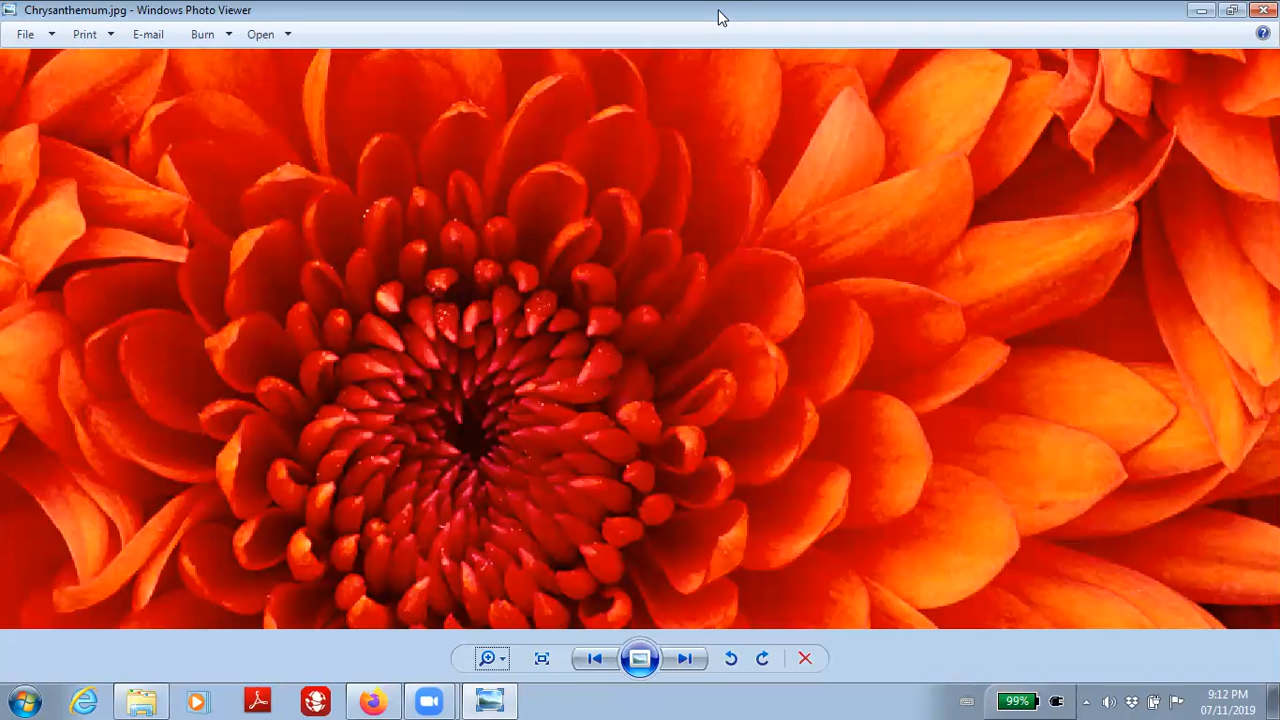 Chrysanthemum.jpg - Windows Photo Viewer
File Print E-mail Burn Open
99%
9:12 PM
07/11/2019